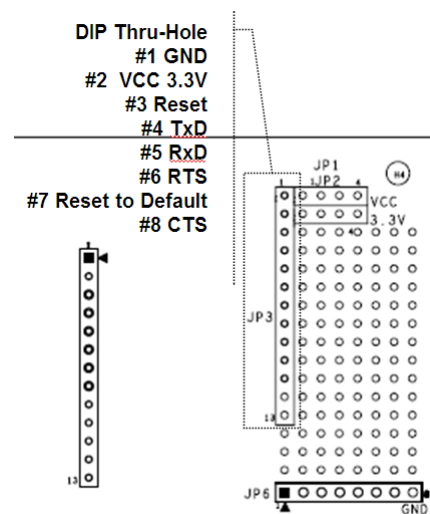 DIP Thru-Hole
#1 GND
#2 VCC 3.3V
#3 Reset
#4 TxD
#5 RxD
#6 RTS
#7 Reset to Default
#8 CTS
JP1
1 JP2 4
H4
VCC
3.3V
4
1
JP3
13
1
13
JP6
1
8
GND